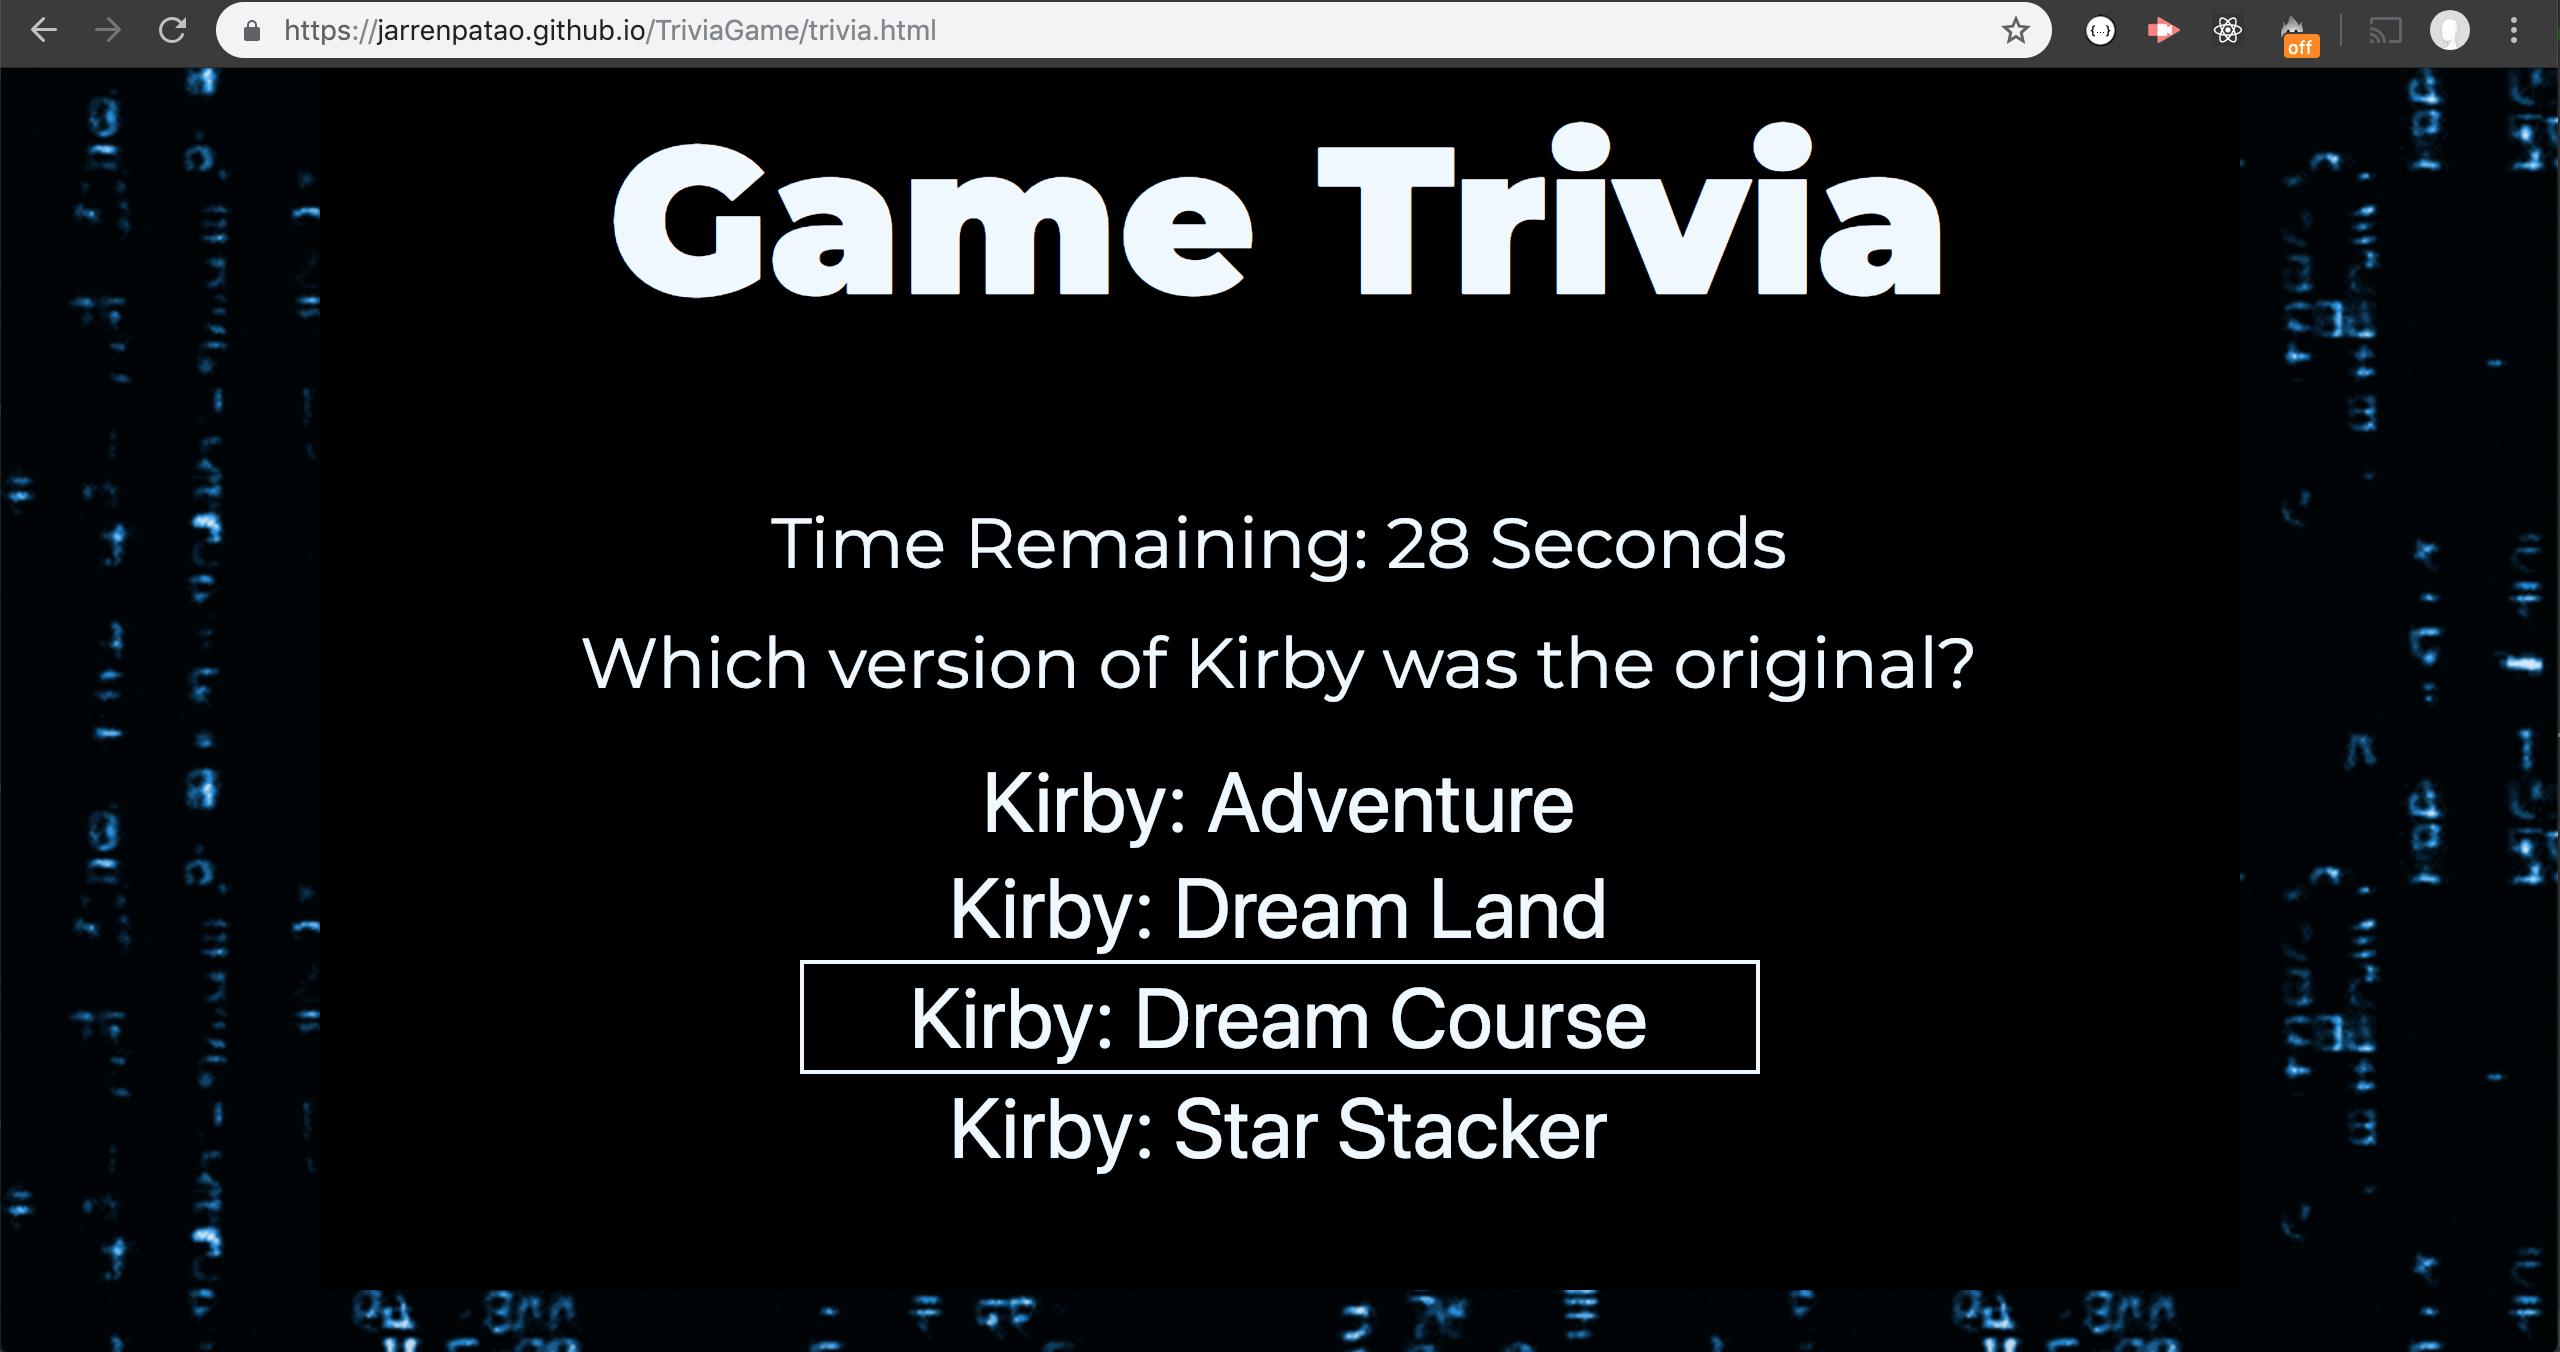 https://jarrenpatao.github.io/TriviaGame/trivia.html
{...}
off
Game Trivia
Time Remaining: 28 Seconds
Which version of Kirby was the original?
Kirby: Adventure
Kirby: Dream Land
Kirby: Dream Course
Kirby: Star Stacker